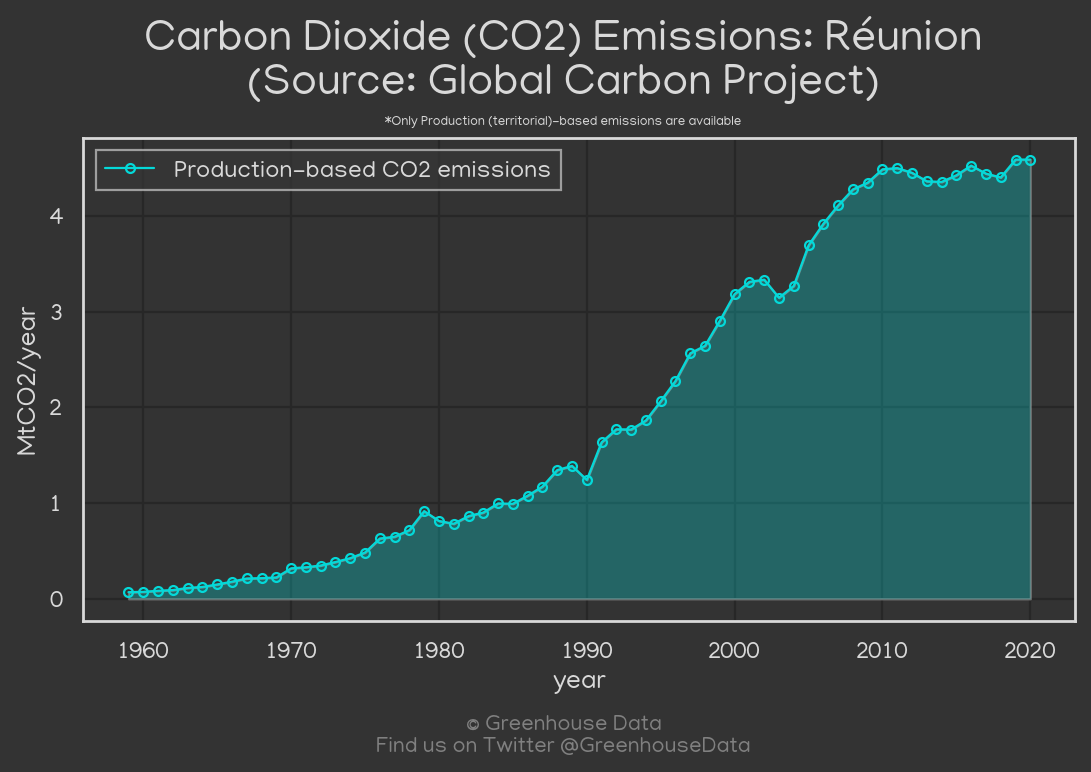 Carbon Dioxide (CO2) Emissions: Réunion
(Source: Global Carbon Project)
*Only Production (territorial)-based emissions are available
Production-based CO2 emissions
MtCO2/year
4
3
2
1
0
1960 1970 1980 1990 2000 2010 2020
year
© Greenhouse Data
Find us on Twitter @GreenhouseData